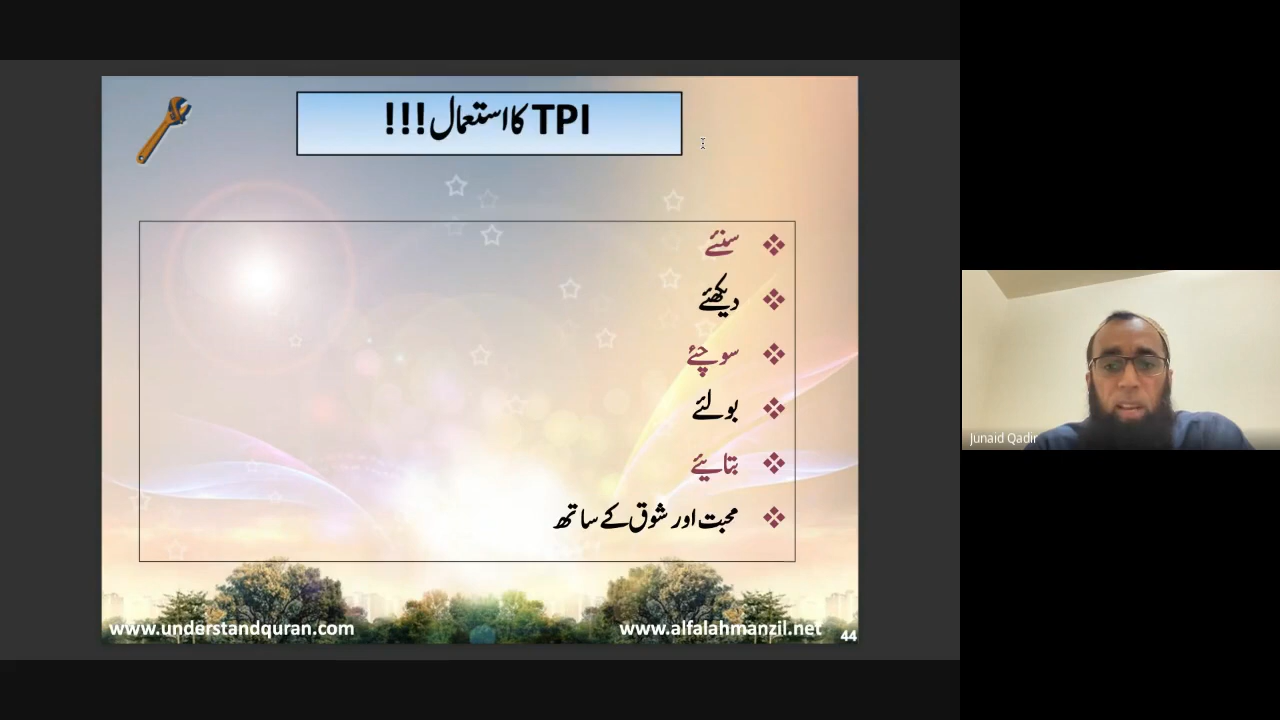 TPI کا استعمال!!!
سنئے
دیکھئے
سوچئے
بولئے
بتایئے
محبت اور شوق کے ساتھ
www.understandquran.com
www.alfalahmanzil.net
44
Junaid Qadir